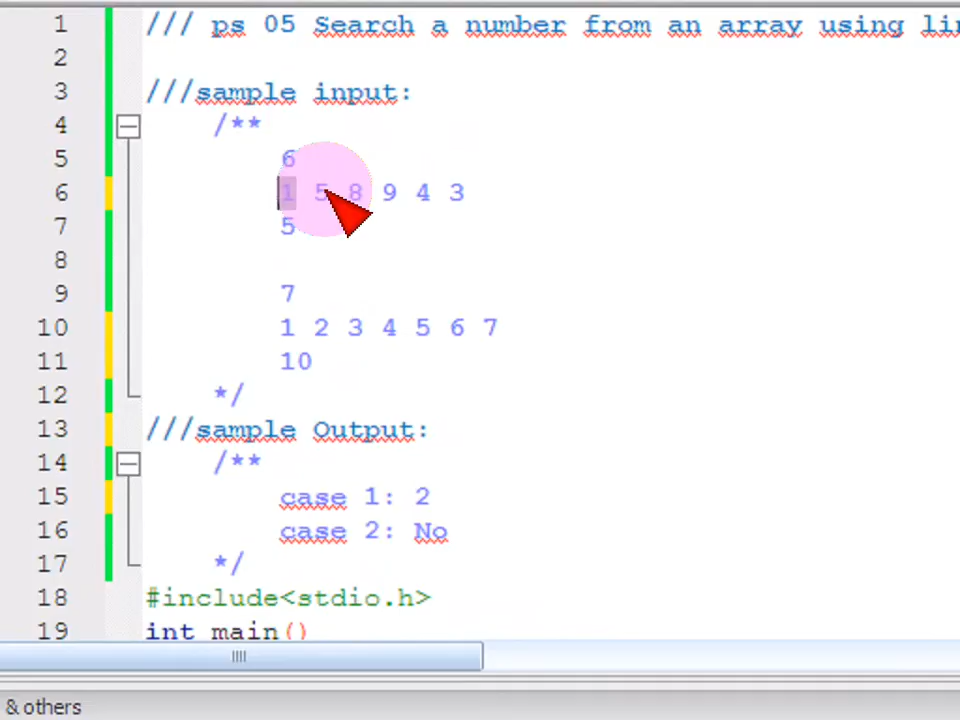 1 /// ps 05 Search a number from an array using
2
3 ///sample input:
4 /**
5 6
6 1 5 8 9 4 3
7 5
8
9 7
10 1 2 3 4 5 6 7
11 10
12 */
13 ///sample Output:
14 /**
15 case 1: 2
16 case 2: No
17 */
18 #include<stdio.h>
19 int main()
& others